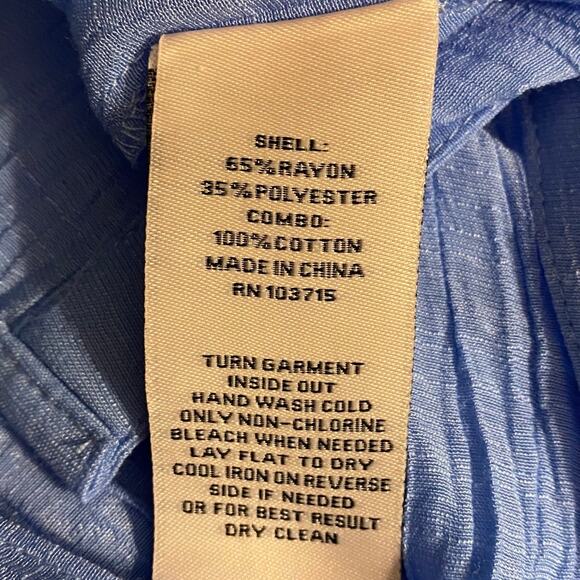 SHELL:
65%RAYON
35%POLYESTER
COMBO:
100%COTTON
MADE IN CHINA
RN 103715
TURN GARMENT
INSIDE OUT
HAND WASH COLD
ONLY NON-CHLORINE
BLEACH WHEN NEEDED
LAY FLAT TO DRY
COOL IRON ON REVERSE
SIDE IF NEEDED
OR FOR BEST RESULT
DRY CLEAN